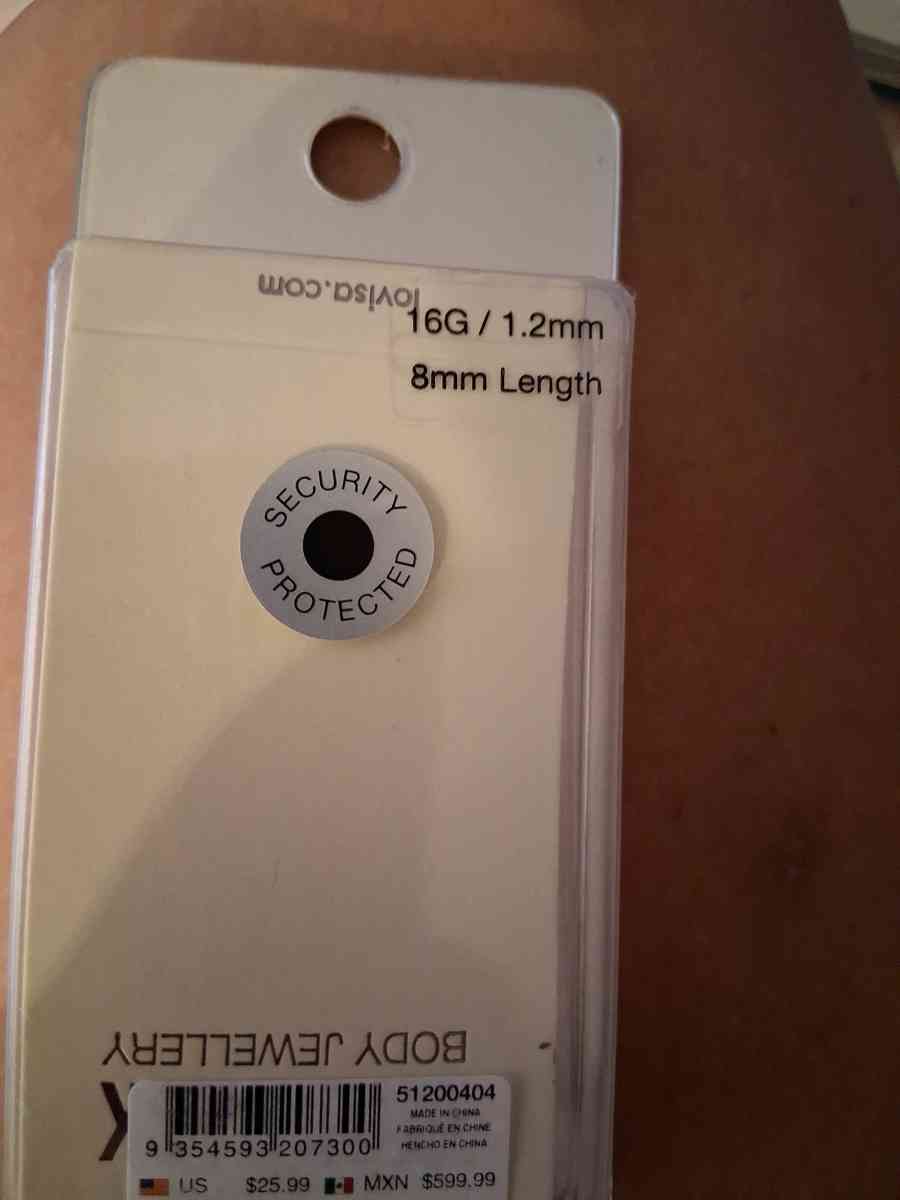 lovisa.com
16G / 1.2mm
8mm Length
SECURITY
PROTECTED
BODY JEWELLERY
51200404
MADE IN CHINA
FABRIQUÉ EN CHINE
HENCHO EN CHINA
9 354593 207300
US $25.99 MXN $599.99